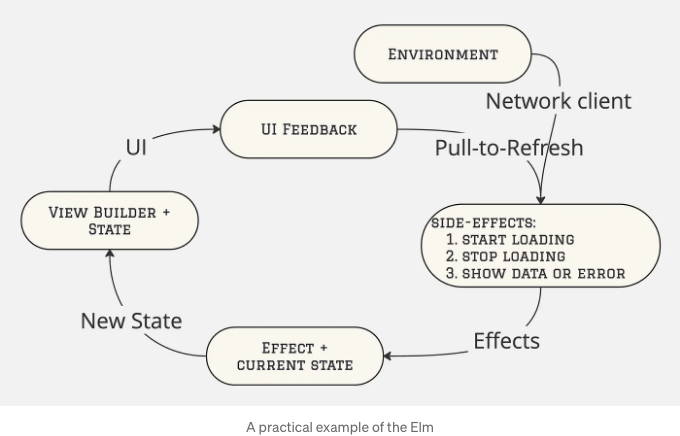 ENVIRONMENT
Network client
UI FEEDBACK
UI
Pull-to-Refresh
VIEW BUILDER +
STATE
SIDE-EFFECTS:
1. START LOADING
2. STOP LOADING
3. SHOW DATA OR ERROR
New State
Effects
EFFECT +
CURRENT STATE
A practical example of the Elm